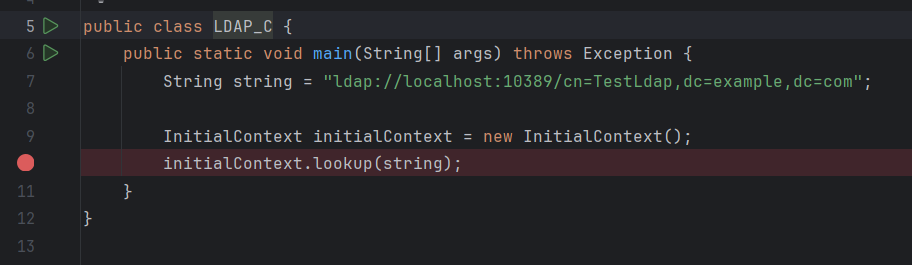 5 public class LDAP_C {
6 public static void main(String[] args) throws Exception {
7 String string = "ldap://localhost:10389/cn=TestLdap,dc=example,dc=com";
8
9 InitialContext initialContext = new InitialContext();
initialContext.lookup(string);
11 }
12 }
13